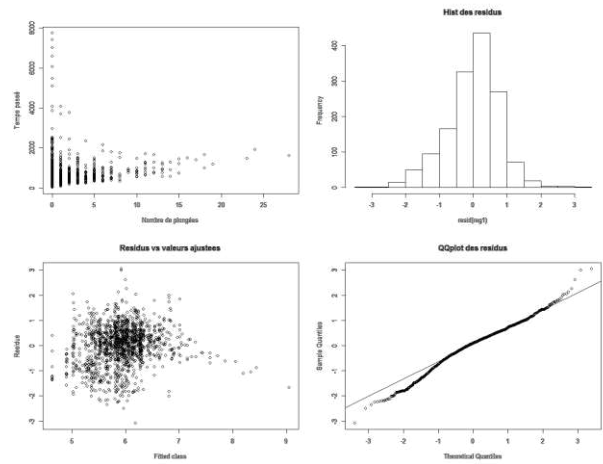 Hist des residus
Temps passé
0 2000 4000 6000 8000
0 5 10 15 20 25
Nombre de plongées
Frequency
0 100 200 300 400
-3 -2 -1 0 1 2 3
resid(reg1)
Residus vs valeurs ajustees
Residus
-3 -2 -1 0 1 2 3
5 6 7 8 9
Fitted class
QQplot des residus
Sample Quantiles
-3 -2 -1 0 1 2 3
-3 -2 -1 0 1 2 3
Theoretical Quantiles